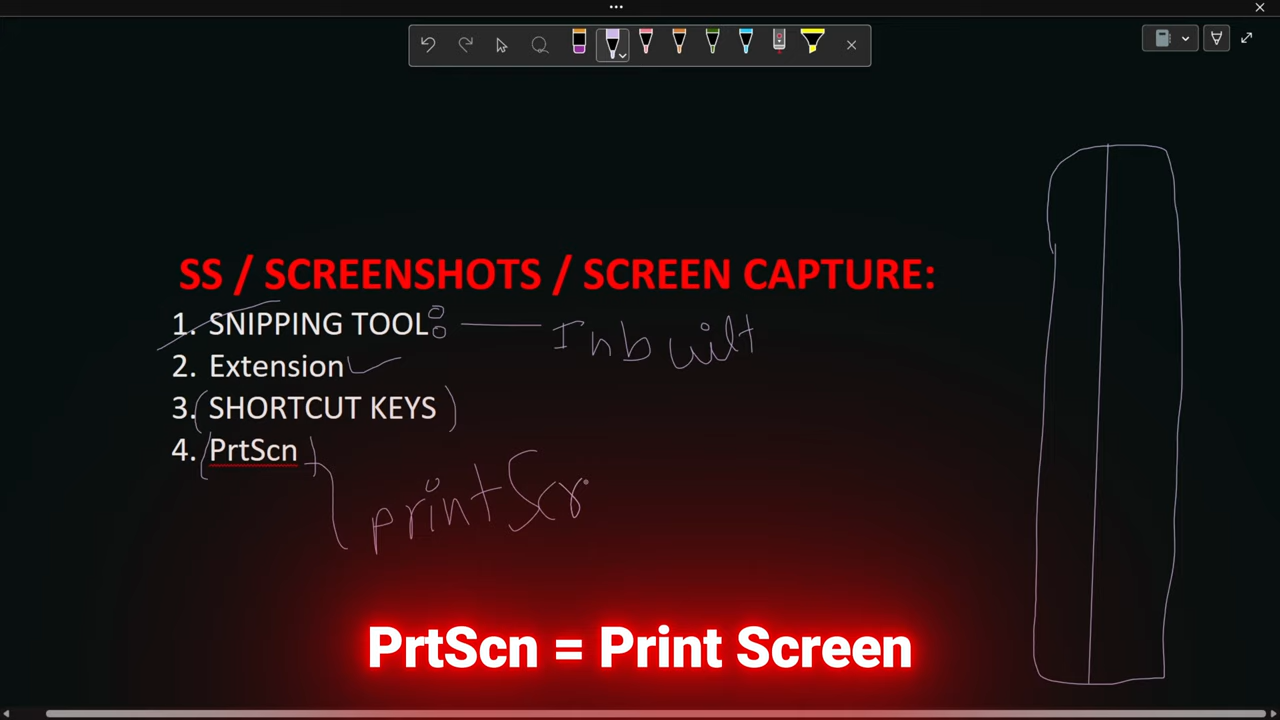 SS / SCREENSHOTS / SCREEN CAPTURE:
1. SNIPPING TOOL: Inbuilt
2. Extension
3. (SHORTCUT KEYS)
4. PrtScn
printScr
PrtScn = Print Screen